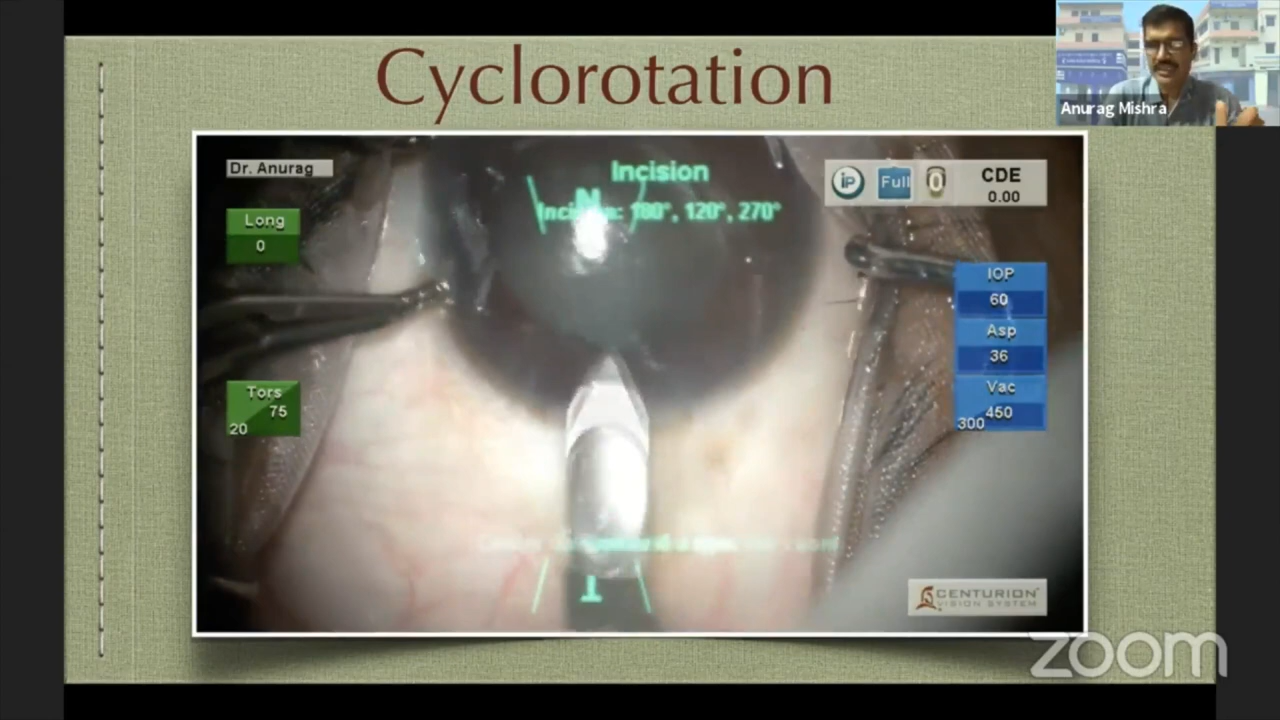 Cyclorotation
Anurag Mishra
Dr. Anurag
Long
0
Incision
N
180°, 120°, 270°
iP
Full
0
CDE
0.00
IOP
60
Asp
36
Vac
450
300
Tors
75
20
T
CENTURION
VISION SYSTEM
zoom